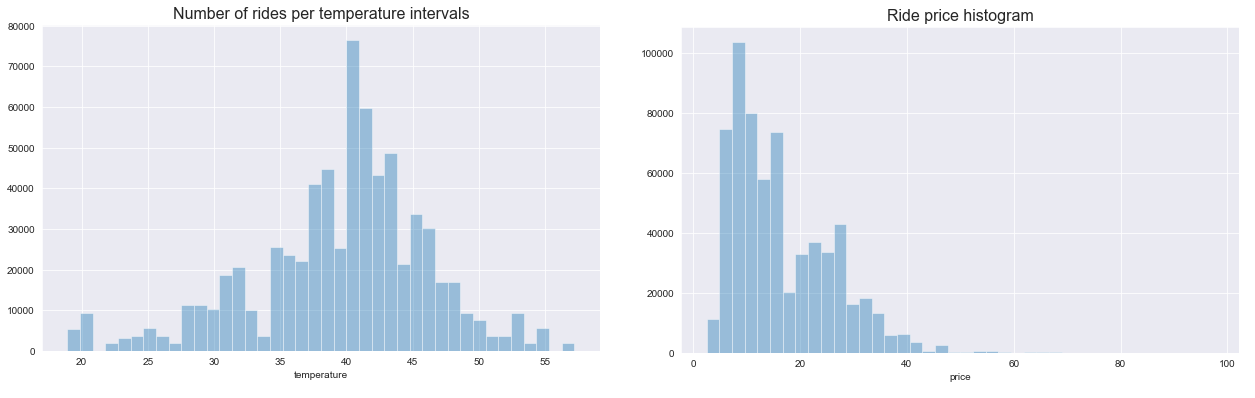 Number of rides per temperature intervals
80000
70000
60000
50000
40000
30000
20000
10000
0
20 25 30 35 40 45 50 55
temperature
Ride price histogram
100000
80000
60000
40000
20000
0
0 20 40 60 80 100
price